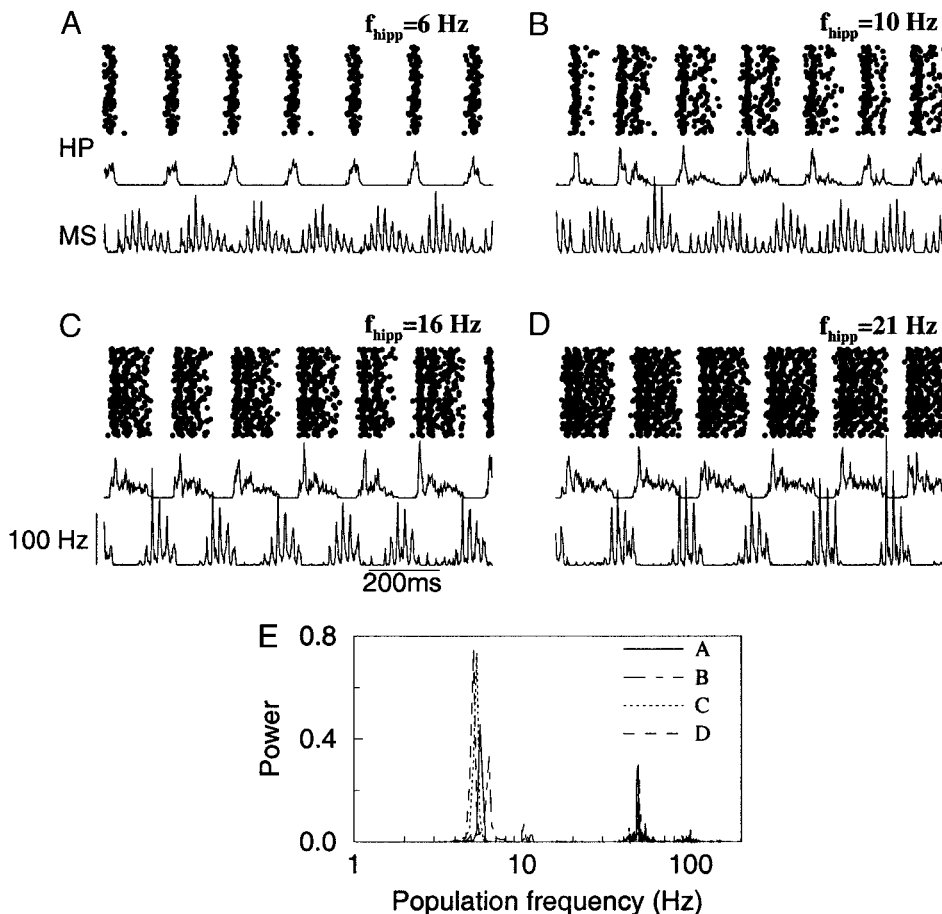 A
f_hipp=6 Hz
B
f_hipp=10 Hz
HP
MS
C
f_hipp=16 Hz
D
f_hipp=21 Hz
100 Hz
200ms
E
0.8
0.4
0.0
Power
A
B
C
D
1
10
100
Population frequency (Hz)